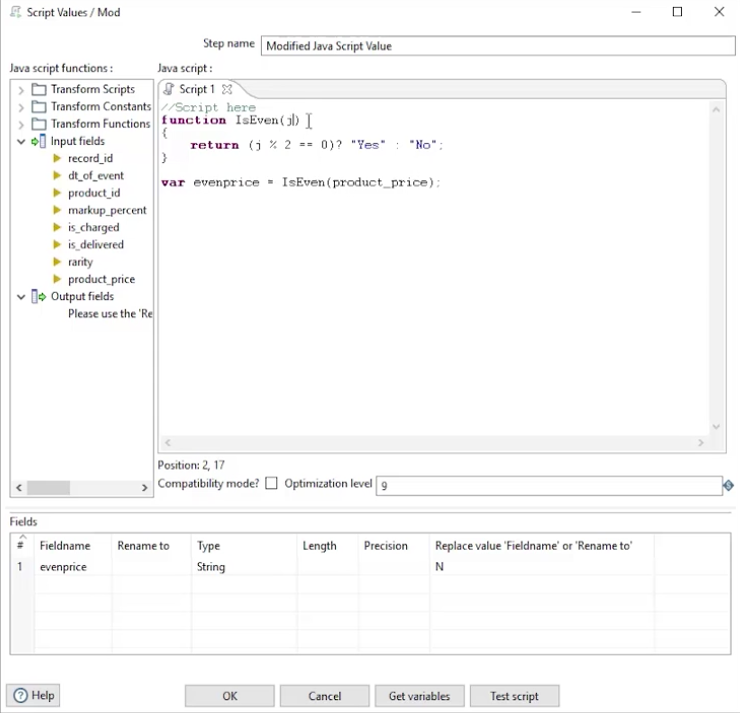 Script Values / Mod
Step name Modified Java Script Value
Java script functions :
Java script :
Transform Scripts
Transform Constants
Transform Functions
Input fields
record_id
dt_of_event
product_id
markup_percent
is_charged
is_delivered
rarity
product_price
Output fields
Please use the 'Re
Script 1
//Script here
function IsEven(j)
{
return (j % 2 == 0)? "Yes" : "No";
}
var evenprice = IsEven(product_price);
Position: 2, 17
Compatibility mode? Optimization level 9
Fields
# Fieldname Rename to Type Length Precision Replace value 'Fieldname' or 'Rename to'
1 evenprice String N
Help OK Cancel Get variables Test script